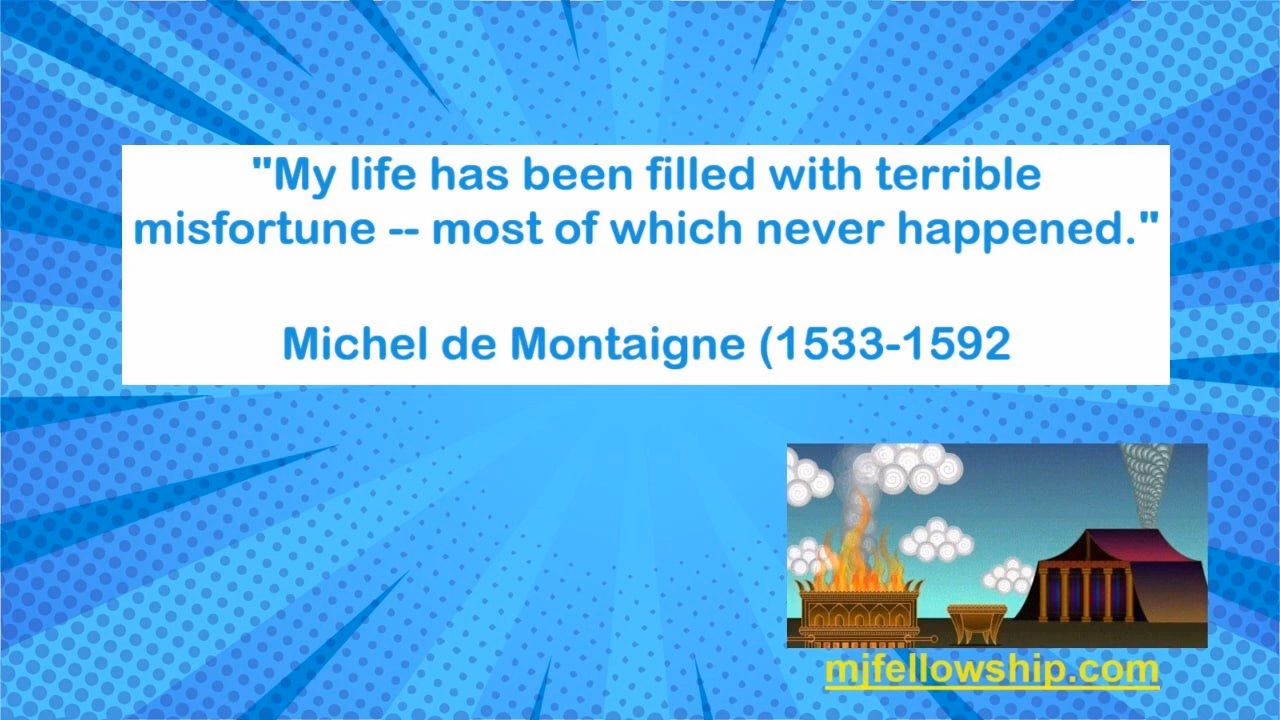 "My life has been filled with terrible
misfortune -- most of which never happened."
Michel de Montaigne (1533-1592
mjfellowship.com